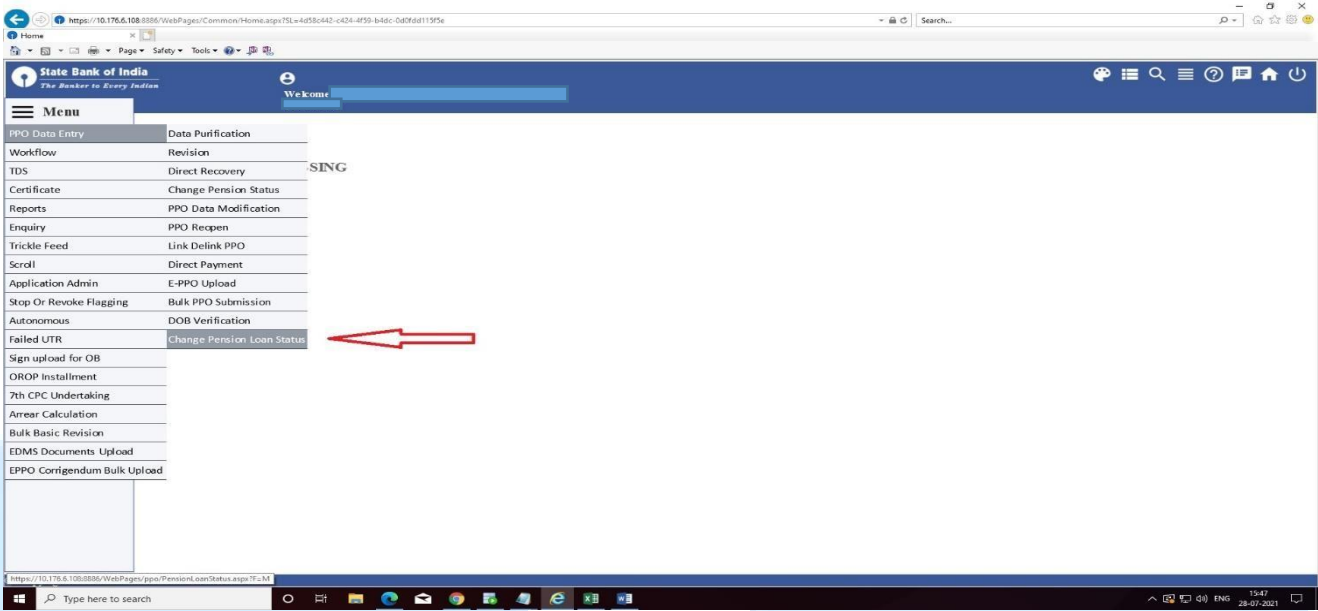 https://10.176.6.108:8886/WebPages/Common/Home.aspx?SL=4d58c442-c424-4f59-b4dc-0d0fdd115f5e
Search...
Home
Page Safety Tools
State Bank of India
The Banker to Every Indian
Welcome
Menu
PPO Data Entry Data Purification
Workflow Revision
SING
TDS Direct Recovery
Certificate Change Pension Status
Reports PPO Data Modification
Enquiry PPO Reopen
Trickle Feed Link Delink PPO
Scroll Direct Payment
Application Admin E-PPO Upload
Stop Or Revoke Flagging Bulk PPO Submission
Autonomous DOB Verification
Failed UTR Change Pension Loan Status
Sign upload for OB
OROP Installment
7th CPC Undertaking
Arrear Calculation
Bulk Basic Revision
EDMS Documents Upload
EPPO Corrigendum Bulk Upload
https://10.176.6.108:8886/WebPages/ppo/PensionLoanStatus.aspx?F=M
Type here to search
ENG
15:47
28-07-2021